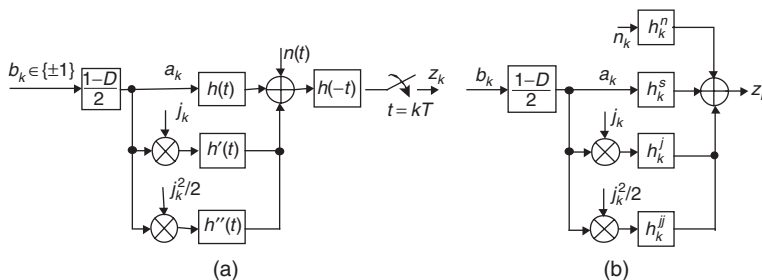 b_k ∈ {±1}
1–D
2
a_k
h(t)
n(t)
h(–t)
z_k
t = kT
j_k
h′(t)
j_k^2/2
h″(t)
(a)
n_k
h_k^n
b_k
1–D
2
a_k
h_k^s
j_k
h_k^j
j_k^2/2
h_k^{jj}
(b)